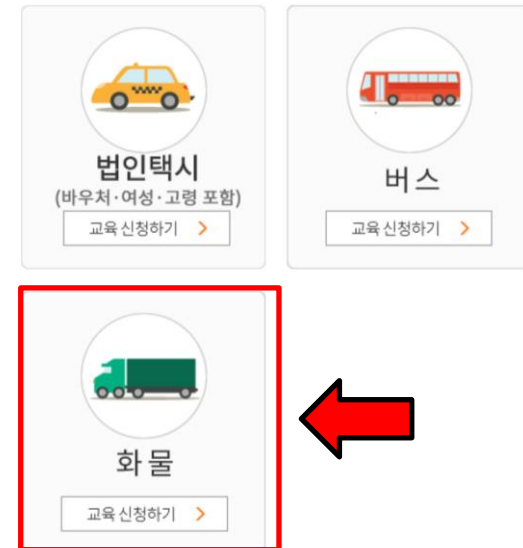 법인택시
(바우처·여성·고령 포함)
교육 신청하기 >
버스
교육 신청하기 >
화물
교육 신청하기 >